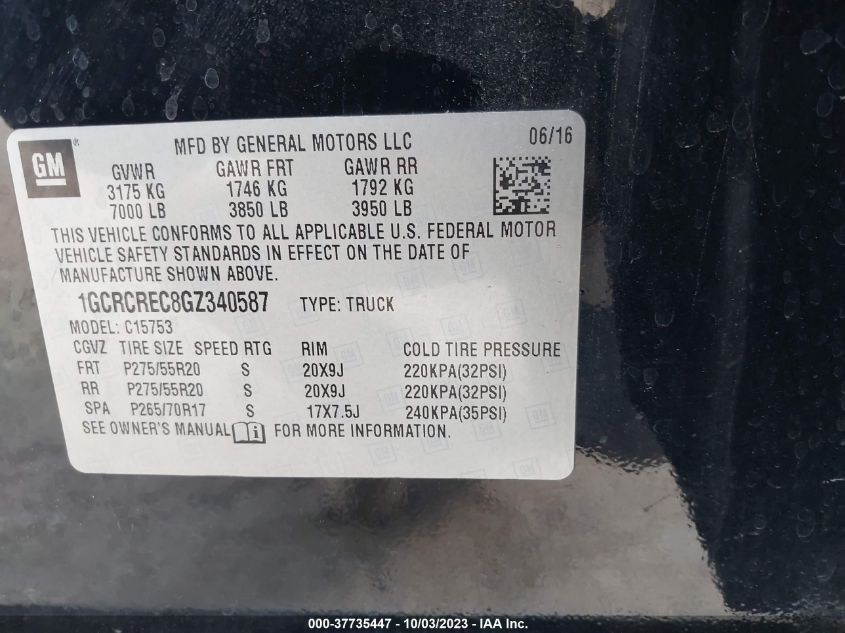 GM
MFD BY GENERAL MOTORS LLC 06/16
GVWR GAWR FRT GAWR RR
3175 KG 1746 KG 1792 KG
7000 LB 3850 LB 3950 LB
THIS VEHICLE CONFORMS TO ALL APPLICABLE U.S. FEDERAL MOTOR
VEHICLE SAFETY STANDARDS IN EFFECT ON THE DATE OF
MANUFACTURE SHOWN ABOVE.
1GCRCREC8GZ340587 TYPE: TRUCK
MODEL: C15753
CGVZ TIRE SIZE SPEED RTG RIM COLD TIRE PRESSURE
FRT P275/55R20 S 20X9J 220KPA(32PSI)
RR P275/55R20 S 20X9J 220KPA(32PSI)
SPA P265/70R17 S 17X7.5J 240KPA(35PSI)
SEE OWNER'S MANUAL i FOR MORE INFORMATION.
000-37735447 - 10/03/2023 - IAA Inc.